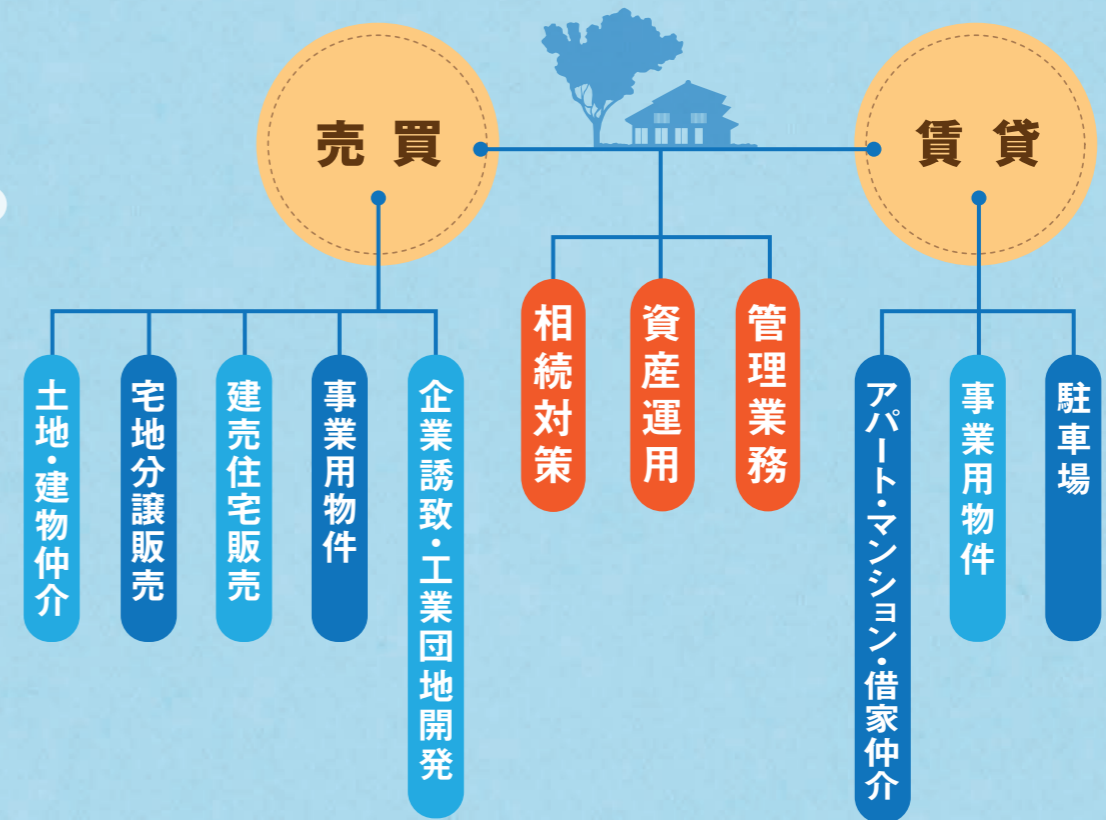 売買
賃貸
相続対策
資産運用
管理業務
土地・建物仲介
宅地分譲販売
建売住宅販売
事業用物件
企業誘致・工業団地開発
アパート・マンション・借家仲介
事業用物件
駐車場